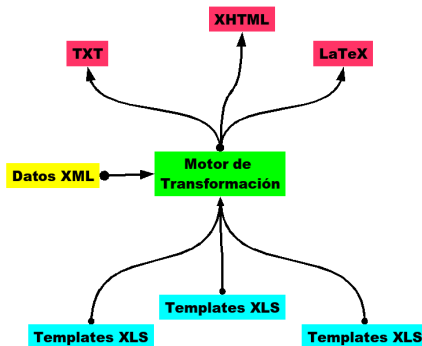 XHTML
TXT
LaTeX
Motor de
Transformación
Datos XML
Templates XLS
Templates XLS
Templates XLS